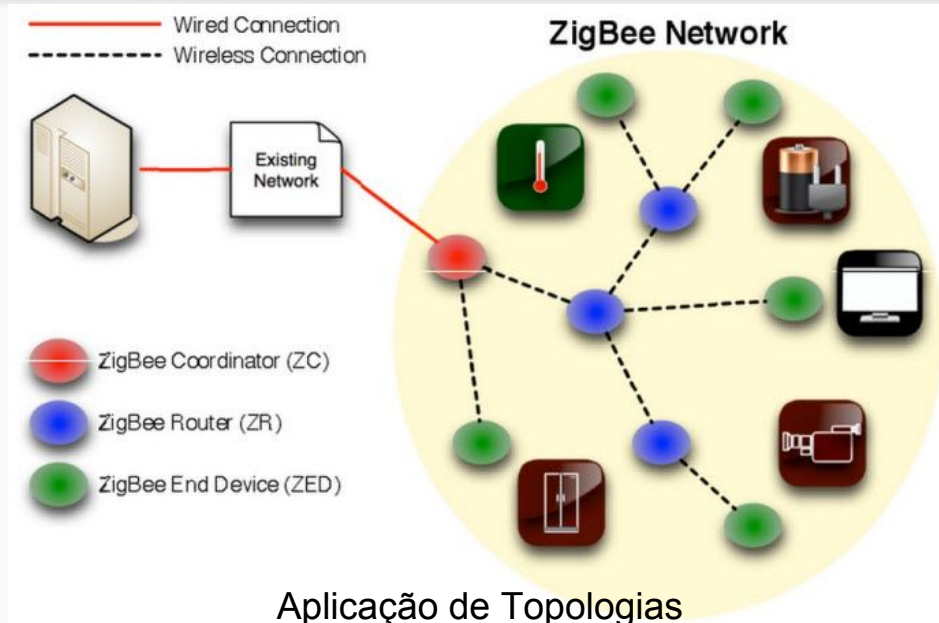 Wired Connection
Wireless Connection
ZigBee Network
Existing
Network
ZigBee Coordinator (ZC)
ZigBee Router (ZR)
ZigBee End Device (ZED)
Aplicação de Topologias